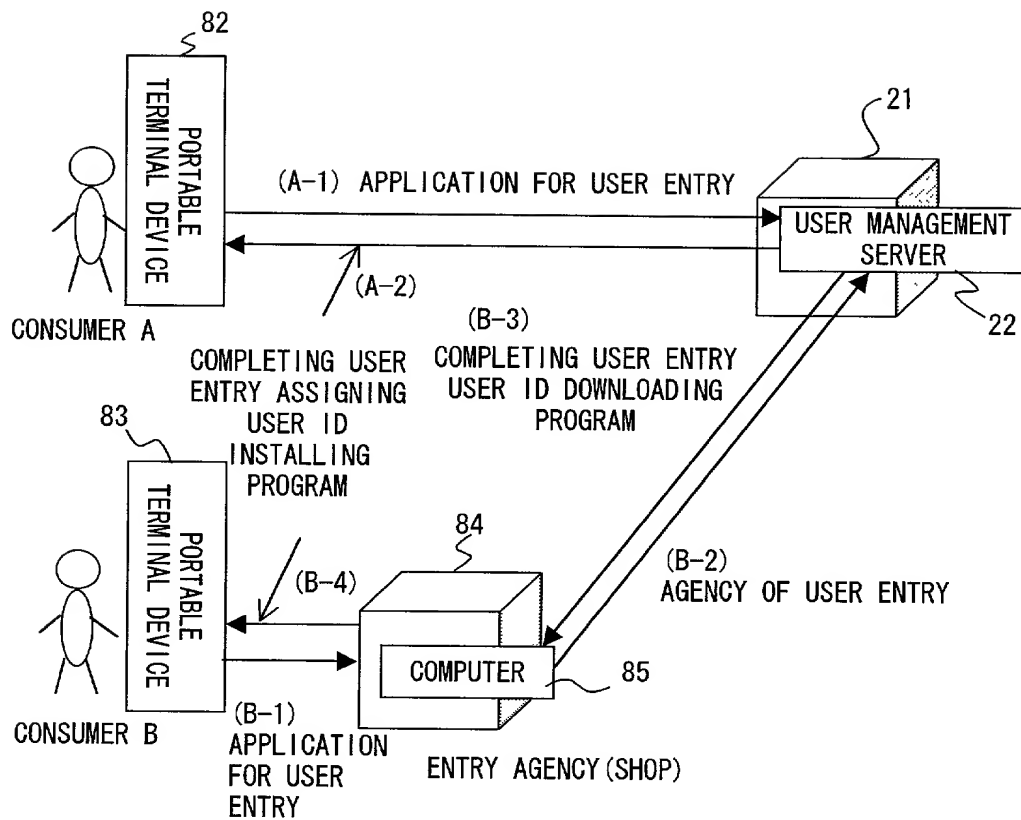 82
PORTABLE
TERMINAL DEVICE
CONSUMER A
(A-1) APPLICATION FOR USER ENTRY
21
USER MANAGEMENT
SERVER
22
(A-2)
COMPLETING USER
ENTRY ASSIGNING
USER ID
INSTALLING
PROGRAM
(B-3)
COMPLETING USER ENTRY
USER ID DOWNLOADING
PROGRAM
83
PORTABLE
TERMINAL DEVICE
CONSUMER B
(B-4)
84
COMPUTER
85
(B-2)
AGENCY OF USER ENTRY
(B-1)
APPLICATION
FOR USER
ENTRY
ENTRY AGENCY(SHOP)